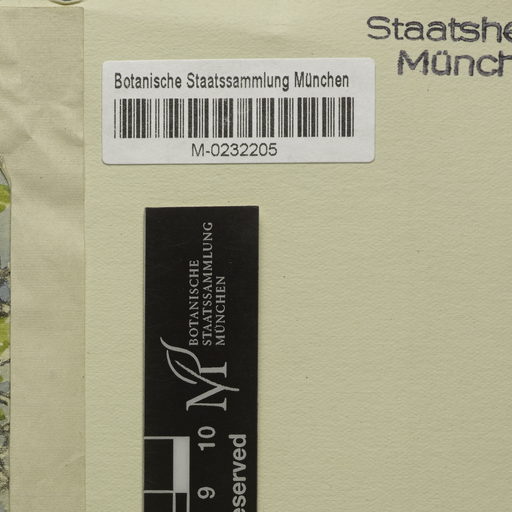 Staatshe
Münch
Botanische Staatssammlung München
M-0232205
BOTANISCHE
STAATSSAMMLUNG
MÜNCHEN
M
9 10
eserved